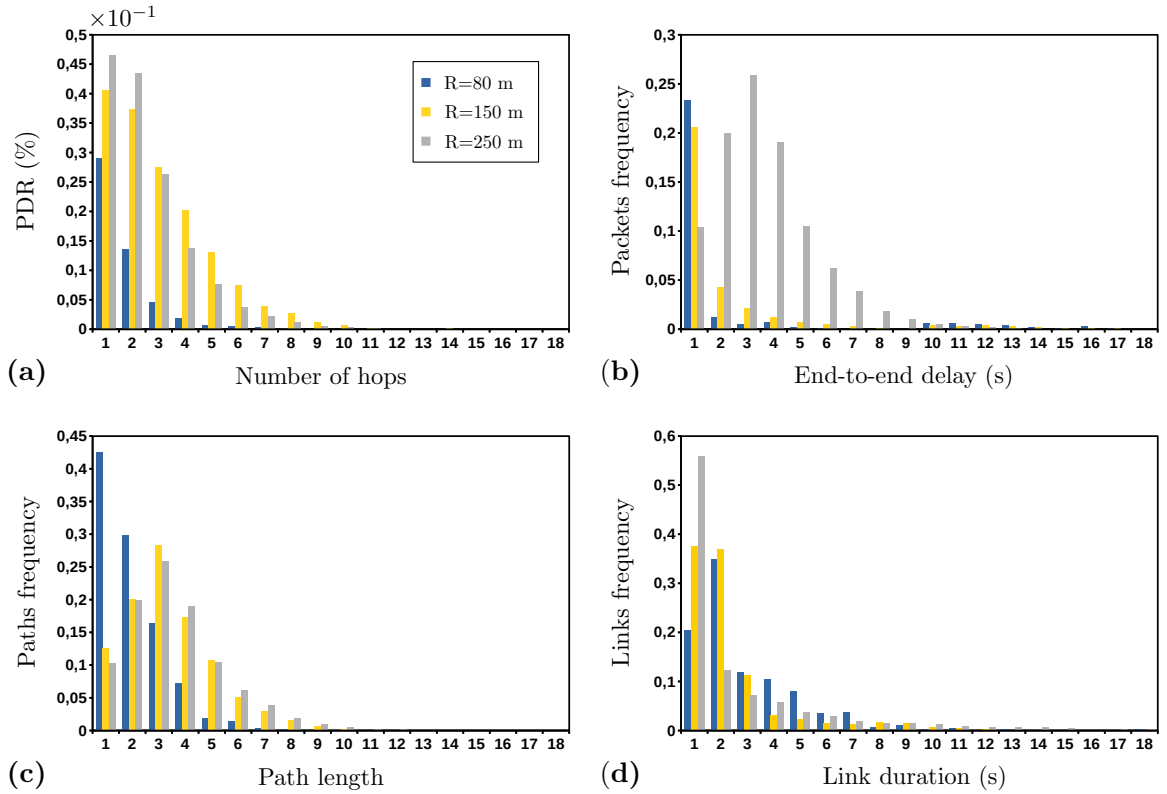 ×10−1
0,5
0,45
0,4
0,35
0,3
0,25
0,2
0,15
0,1
0,05
0
PDR (%)
R=80 m
R=150 m
R=250 m
1 2 3 4 5 6 7 8 9 10 11 12 13 14 15 16 17 18
(a) Number of hops
0,3
0,25
0,2
0,15
0,1
0,05
0
Packets frequency
1 2 3 4 5 6 7 8 9 10 11 12 13 14 15 16 17 18
(b) End-to-end delay (s)
0,45
0,4
0,35
0,3
0,25
0,2
0,15
0,1
0,05
0
Paths frequency
1 2 3 4 5 6 7 8 9 10 11 12 13 14 15 16 17 18
(c) Path length
0,6
0,5
0,4
0,3
0,2
0,1
0
Links frequency
1 2 3 4 5 6 7 8 9 10 11 12 13 14 15 16 17 18
(d) Link duration (s)